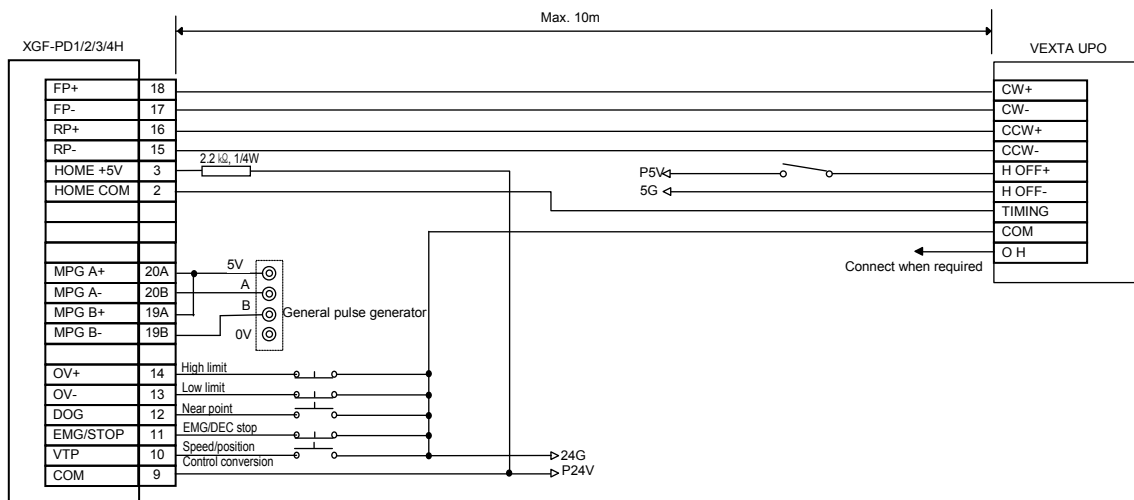 Max. 10m
XGF-PD1/2/3/4H
VEXTA UPO
FP+ 18
FP- 17
RP+ 16
RP- 15
HOME +5V 3
HOME COM 2
2.2 kΩ, 1/4W
MPG A+ 20A
MPG A- 20B
MPG B+ 19A
MPG B- 19B
5V
A
B
0V
General pulse generator
OV+ 14 High limit
OV- 13 Low limit
DOG 12 Near point
EMG/STOP 11 EMG/DEC stop
VTP 10 Speed/position
Control conversion
COM 9
24G
P24V
P5V
5G
CW+
CW-
CCW+
CCW-
H OFF+
H OFF-
TIMING
COM
O H
Connect when required